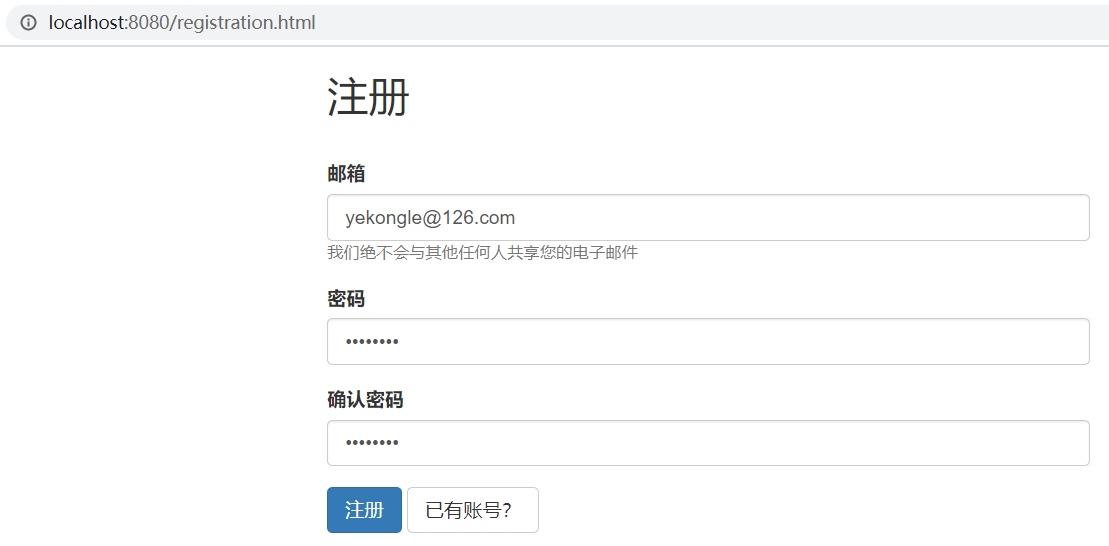 localhost:8080/registration.html
注册
邮箱
yekongle@126.com
我们绝不会与其他任何人共享您的电子邮件
密码
••••••••
确认密码
••••••••
注册 已有账号?